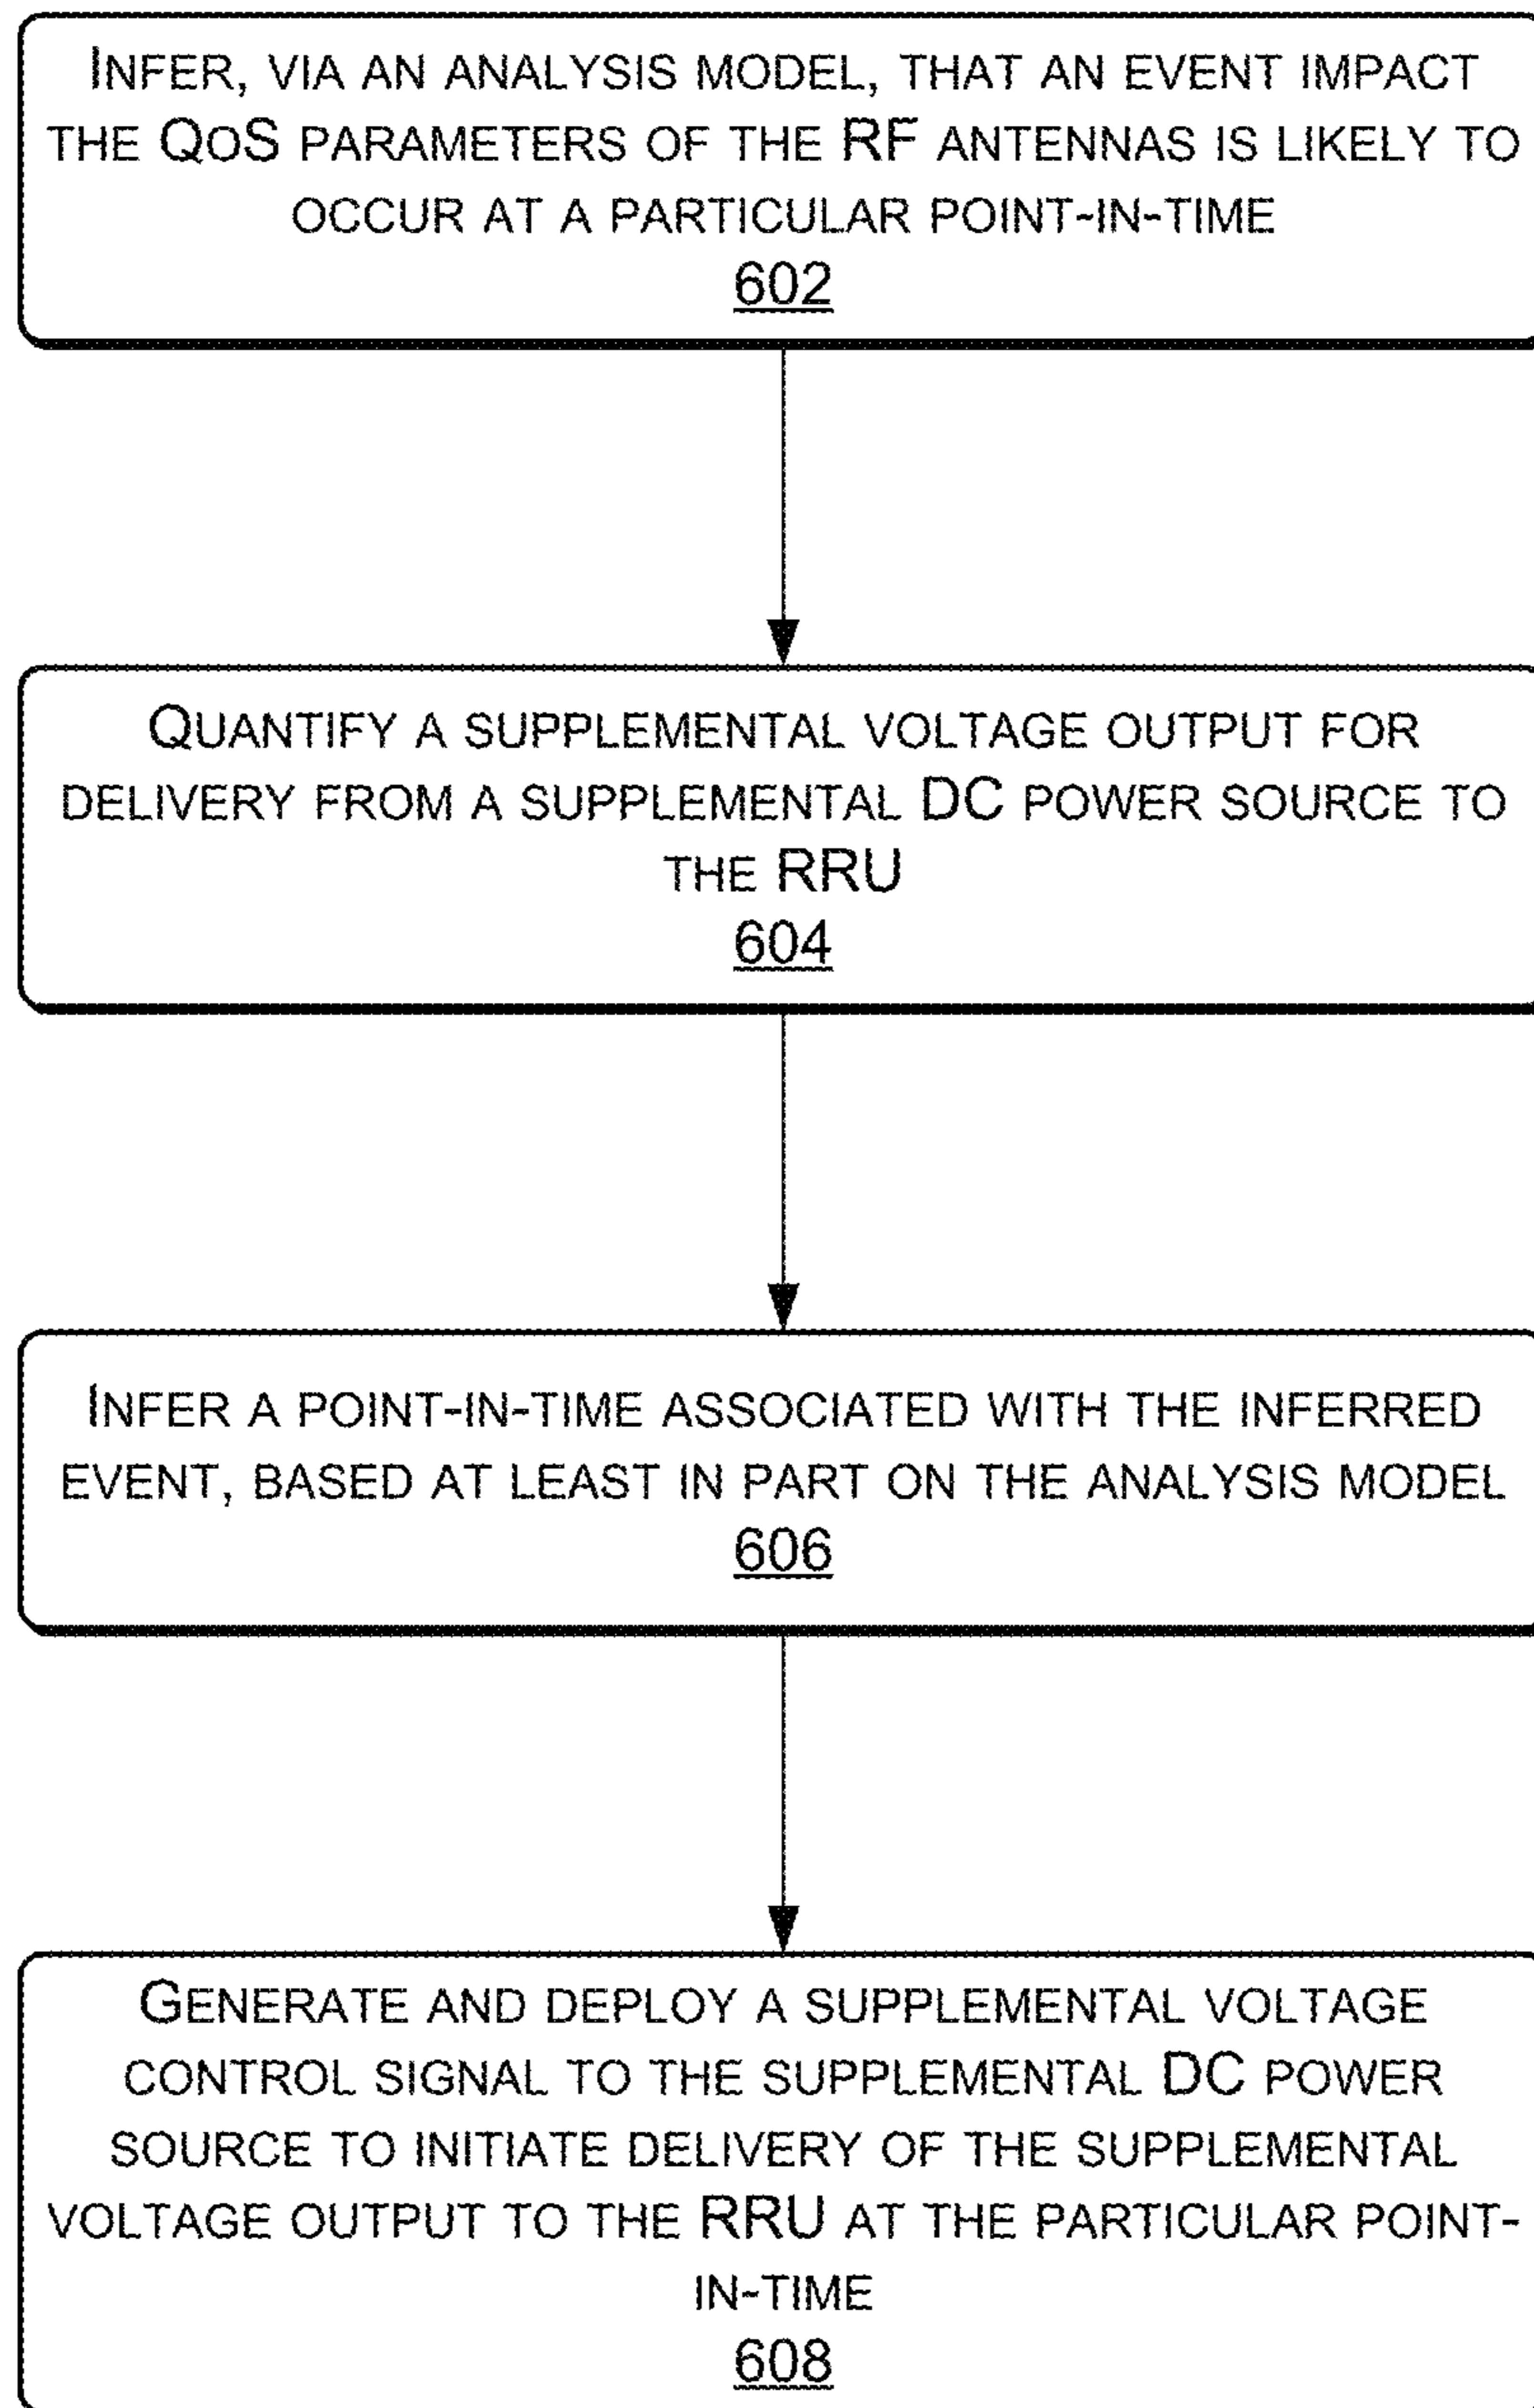 INFER, VIA AN ANALYSIS MODEL, THAT AN EVENT IMPACT
THE QOS PARAMETERS OF THE RF ANTENNAS IS LIKELY TO
OCCUR AT A PARTICULAR POINT-IN-TIME
602
QUANTIFY A SUPPLEMENTAL VOLTAGE OUTPUT FOR
DELIVERY FROM A SUPPLEMENTAL DC POWER SOURCE TO
THE RRU
604
INFER A POINT-IN-TIME ASSOCIATED WITH THE INFERRED
EVENT, BASED AT LEAST IN PART ON THE ANALYSIS MODEL
606
GENERATE AND DEPLOY A SUPPLEMENTAL VOLTAGE
CONTROL SIGNAL TO THE SUPPLEMENTAL DC POWER
SOURCE TO INITIATE DELIVERY OF THE SUPPLEMENTAL
VOLTAGE OUTPUT TO THE RRU AT THE PARTICULAR POINT-
IN-TIME
608